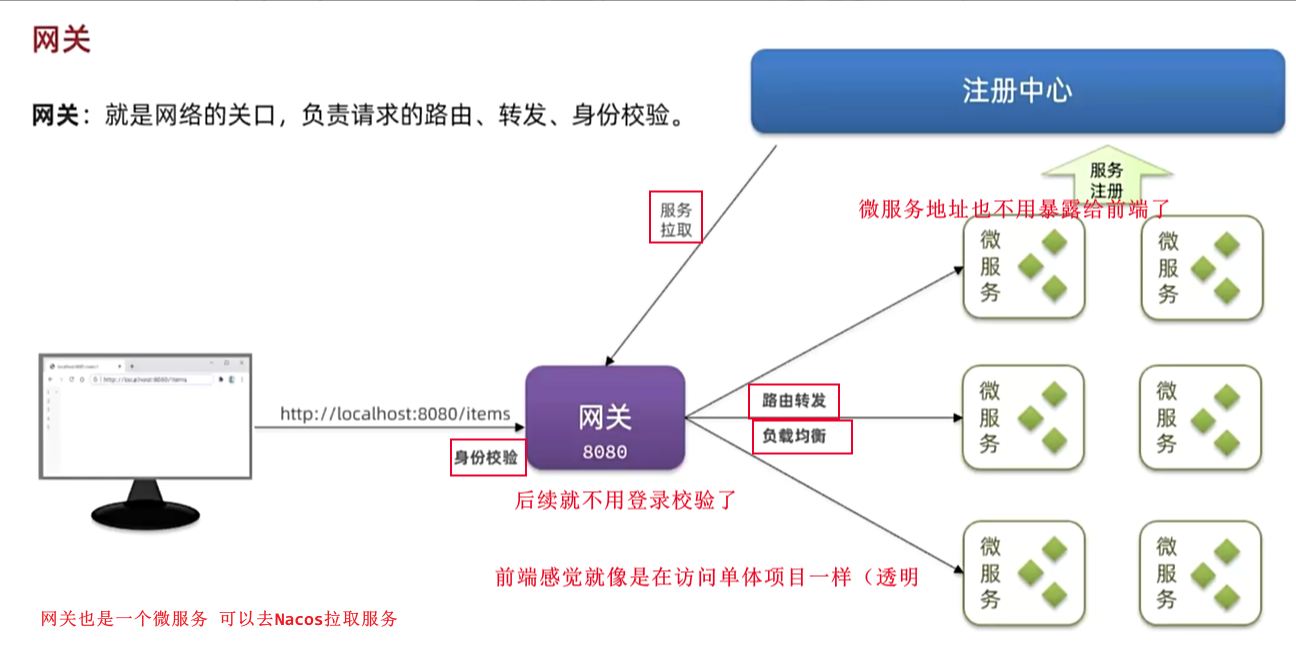 网关
网关：就是网络的关口，负责请求的路由、转发、身份校验。
注册中心
服务
注册
服务
拉取
微服务地址也不用暴露给前端了
微服务
微服务
http://localhost:8080/items
http://localhost:8080/items
身份校验
网关
8080
路由转发
负载均衡
微服务
微服务
后续就不用登录校验了
前端感觉就像是在访问单体项目一样（透明
微服务
微服务
网关也是一个微服务 可以去Nacos拉取服务